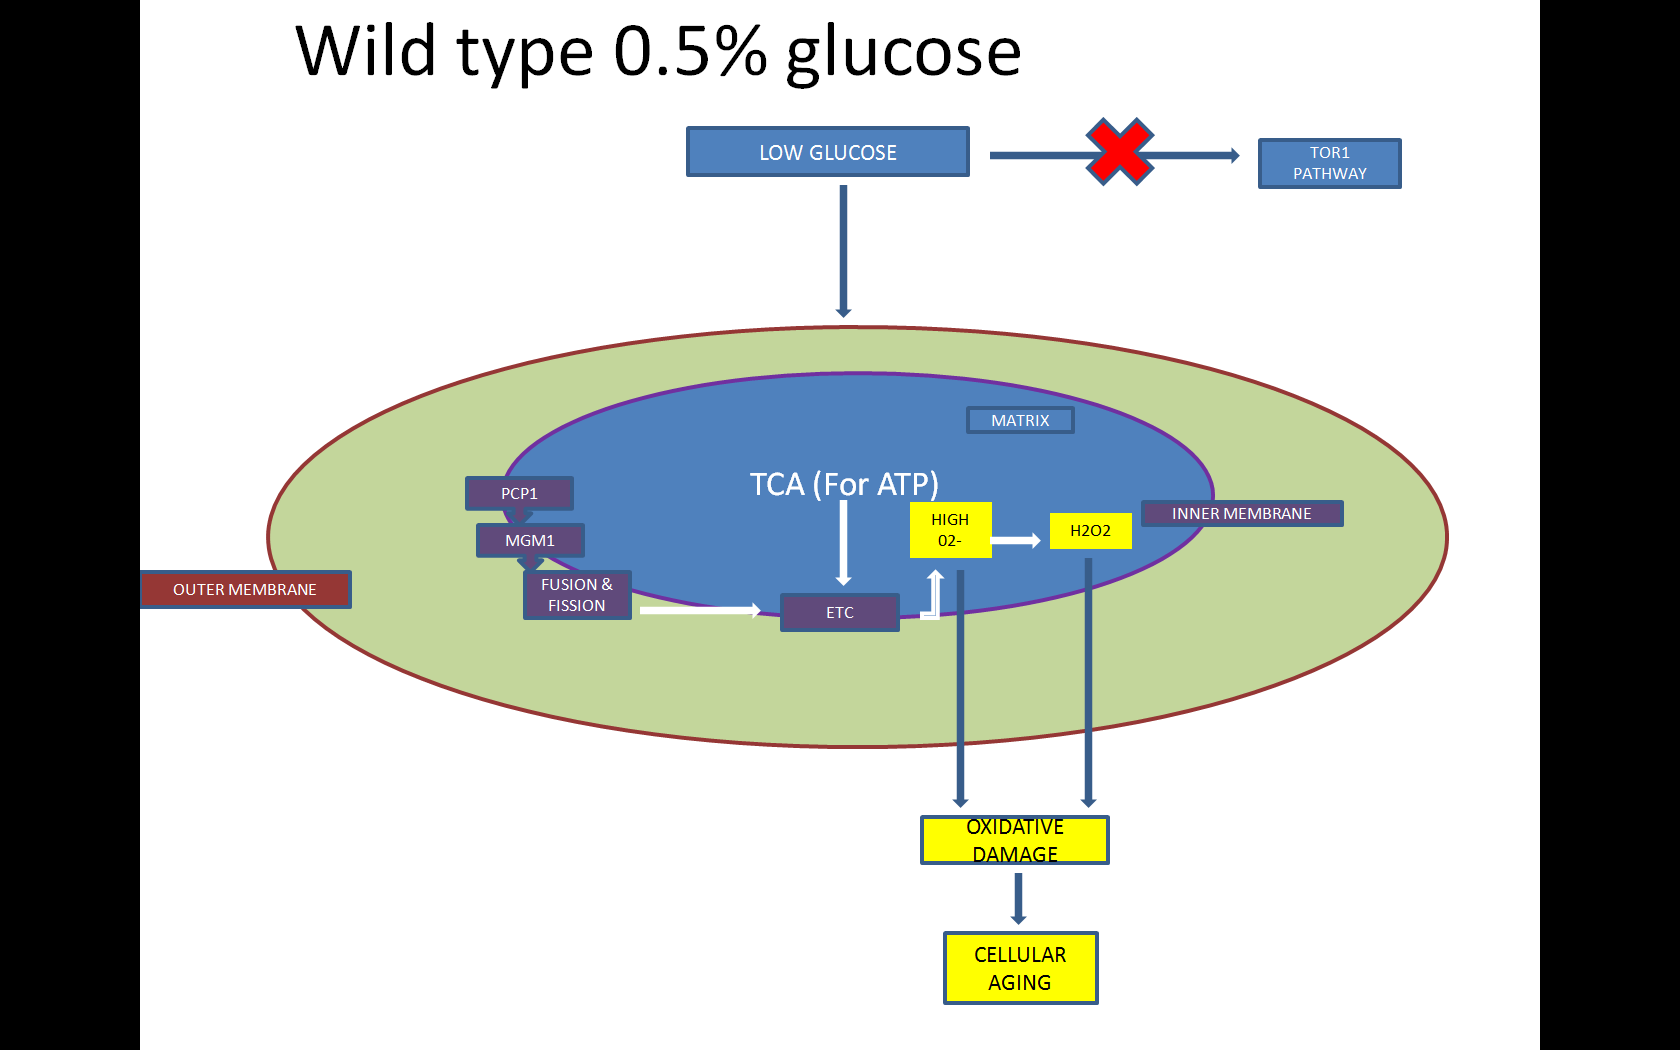 Wild type 0.5% glucose
LOW GLUCOSE
TOR1
PATHWAY
MATRIX
TCA (For ATP)
PCP1
MGM1
FUSION &
FISSION
ETC
HIGH
02-
H2O2
INNER MEMBRANE
OUTER MEMBRANE
OXIDATIVE
DAMAGE
CELLULAR
AGING